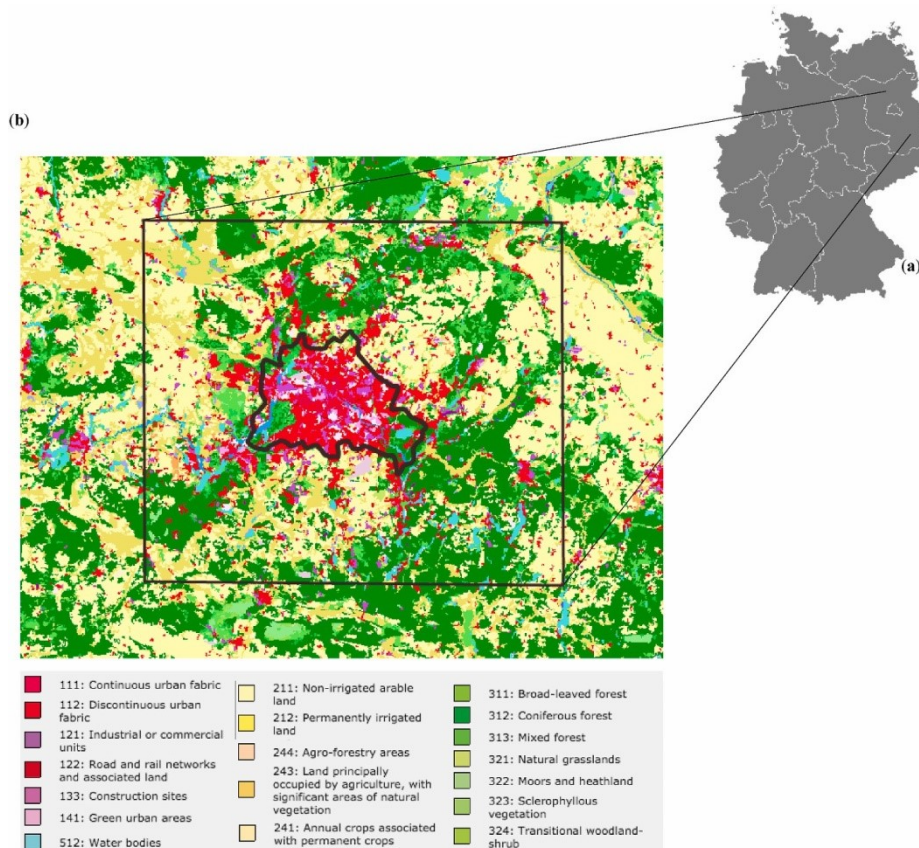 (b)
(a)
111: Continuous urban fabric
112: Discontinuous urban
fabric
121: Industrial or commercial
units
122: Road and rail networks
and associated land
133: Construction sites
141: Green urban areas
512: Water bodies
211: Non-irrigated arable
land
212: Permanently irrigated
land
244: Agro-forestry areas
243: Land principally
occupied by agriculture, with
significant areas of natural
vegetation
241: Annual crops associated
with permanent crops
311: Broad-leaved forest
312: Coniferous forest
313: Mixed forest
321: Natural grasslands
322: Moors and heathland
323: Sclerophyllous
vegetation
324: Transitional woodland-
shrub